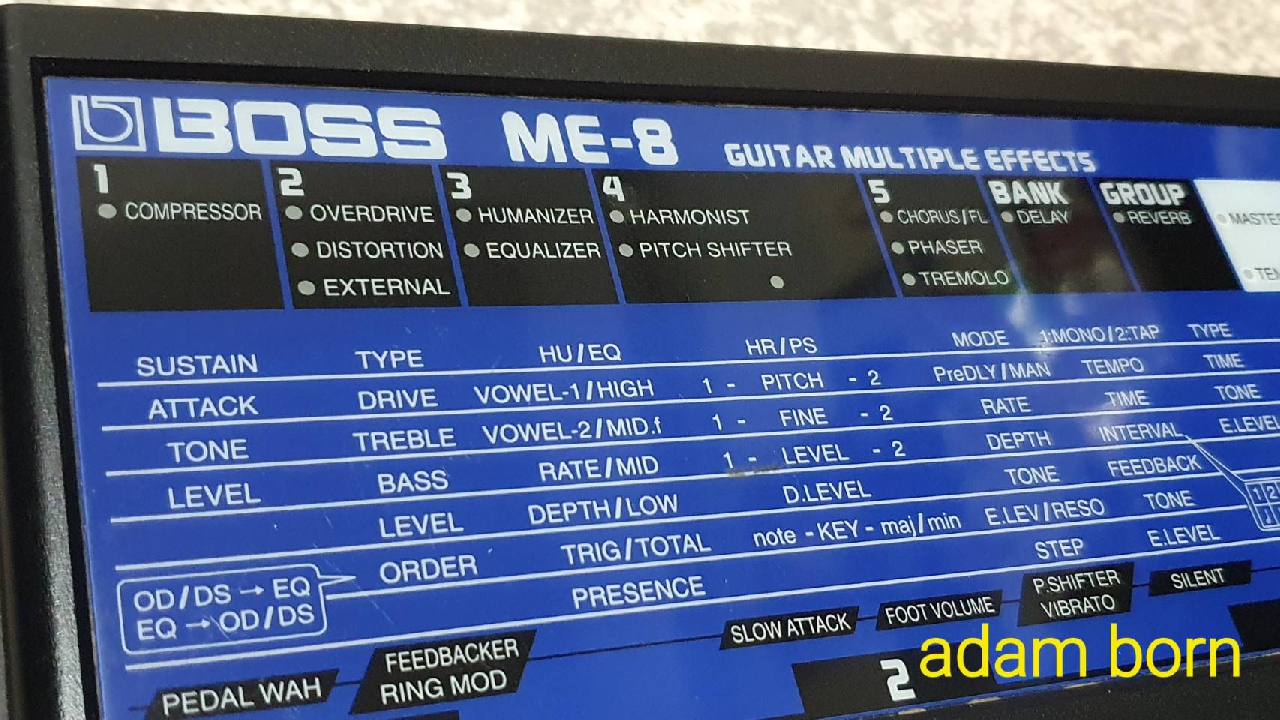 BOSS ME-8 GUITAR MULTIPLE EFFECTS
1 2 3 4 5 BANK GROUP
COMPRESSOR OVERDRIVE HUMANIZER HARMONIST CHORUS/FL DELAY REVERB
DISTORTION EQUALIZER PITCH SHIFTER PHASER
EXTERNAL TREMOLO
SUSTAIN TYPE HU/EQ HR/PS MODE 1:MONO/2:TAP TYPE
ATTACK DRIVE VOWEL-1/HIGH 1 - PITCH - 2 PreDLY/MAN TEMPO TIME
TONE TREBLE VOWEL-2/MID.f 1 - FINE - 2 RATE TIME TONE
LEVEL BASS RATE/MID 1 - LEVEL - 2 DEPTH INTERVAL E.LEVEL
LEVEL DEPTH/LOW D.LEVEL TONE FEEDBACK
ORDER TRIG/TOTAL note - KEY - maj/min E.LEV/RESO TONE
PRESENCE STEP E.LEVEL
OD/DS → EQ
EQ → OD/DS
PEDAL WAH
FEEDBACKER
RING MOD
SLOW ATTACK
FOOT VOLUME
P.SHIFTER
VIBRATO
SILENT
2
adam born